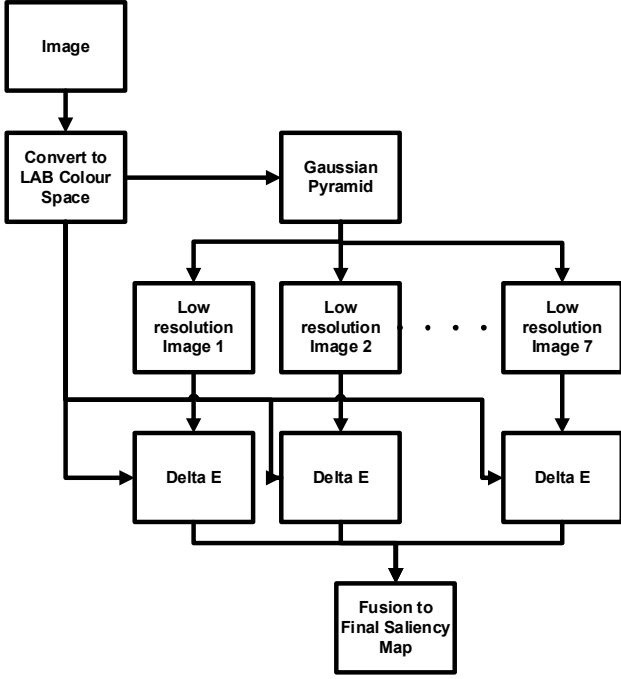 Image
Convert to
LAB Colour
Space
Gaussian
Pyramid
Low
resolution
Image 1
Low
resolution
Image 2
Low
resolution
Image 7
Delta E
Delta E
Delta E
Fusion to
Final Saliency
Map